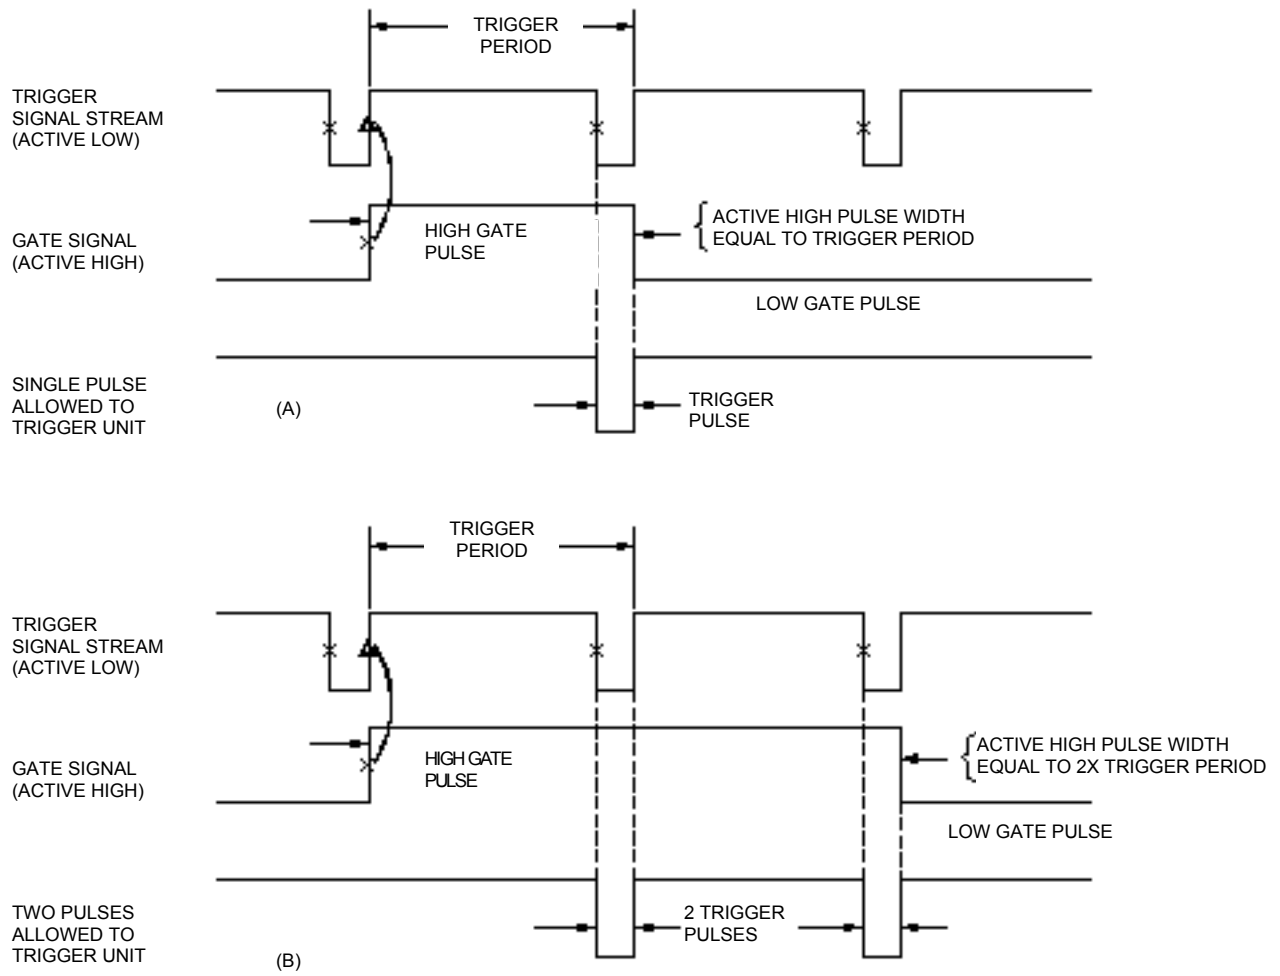 TRIGGER
PERIOD
TRIGGER
SIGNAL STREAM
(ACTIVE LOW)
GATE SIGNAL
(ACTIVE HIGH)
HIGH GATE
PULSE
ACTIVE HIGH PULSE WIDTH
EQUAL TO TRIGGER PERIOD
LOW GATE PULSE
SINGLE PULSE
ALLOWED TO
TRIGGER UNIT
(A)
TRIGGER
PULSE
TRIGGER
PERIOD
TRIGGER
SIGNAL STREAM
(ACTIVE LOW)
GATE SIGNAL
(ACTIVE HIGH)
HIGH GATE
PULSE
ACTIVE HIGH PULSE WIDTH
EQUAL TO 2X TRIGGER PERIOD
LOW GATE PULSE
TWO PULSES
ALLOWED TO
TRIGGER UNIT
(B)
2 TRIGGER
PULSES